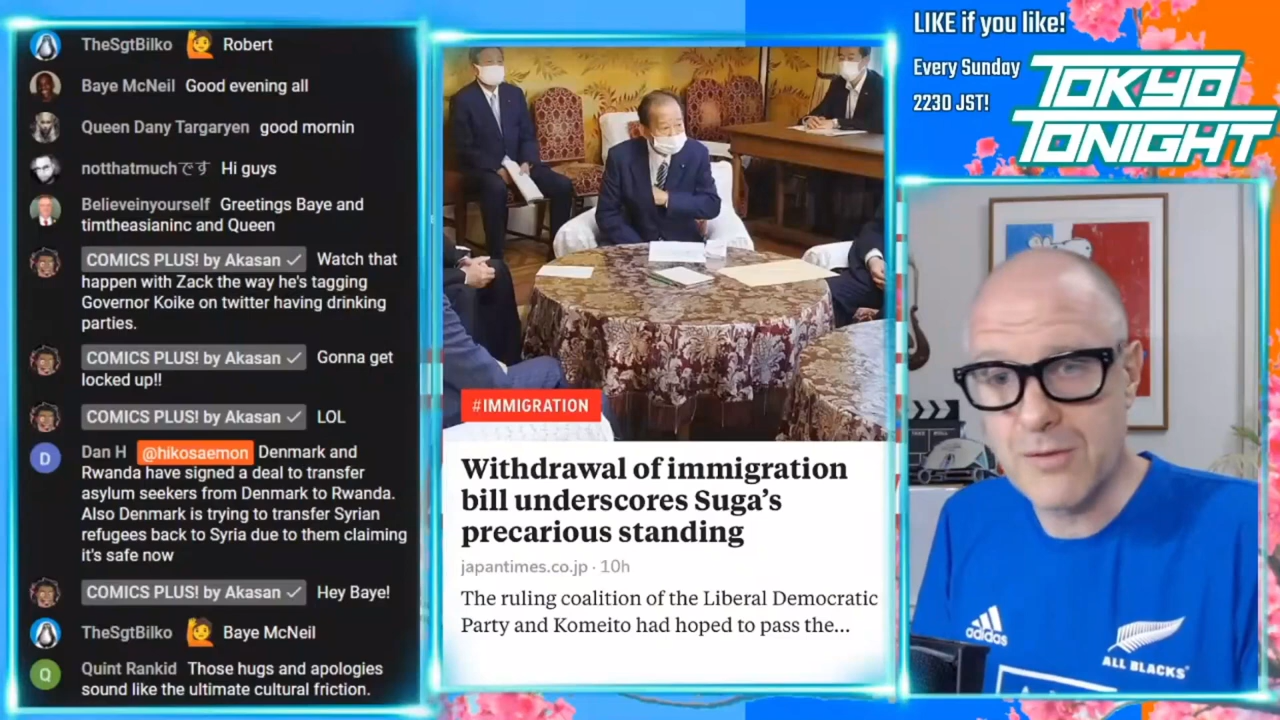 TheSgtBilko 🙋 Robert
Baye McNeil Good evening all
Queen Dany Targaryen good mornin
notthatmuchです Hi guys
Believeinyourself Greetings Baye and
timtheasianinc and Queen
COMICS PLUS! by Akasan ✓ Watch that
happen with Zack the way he's tagging
Governor Koike on twitter having drinking
parties.
COMICS PLUS! by Akasan ✓ Gonna get
locked up!!
COMICS PLUS! by Akasan ✓ LOL
D
Dan H @hikosaemon Denmark and
Rwanda have signed a deal to transfer
asylum seekers from Denmark to Rwanda.
Also Denmark is trying to transfer Syrian
refugees back to Syria due to them claiming
it's safe now
COMICS PLUS! by Akasan ✓ Hey Baye!
TheSgtBilko 🙋 Baye McNeil
Q
Quint Rankid Those hugs and apologies
sound like the ultimate cultural friction.
#IMMIGRATION
Withdrawal of immigration
bill underscores Suga's
precarious standing
japantimes.co.jp · 10h
The ruling coalition of the Liberal Democratic
Party and Komeito had hoped to pass the...
LIKE if you like!
Every Sunday
2230 JST!
TOKYO
TONIGHT
adidas
ALL BLACKS